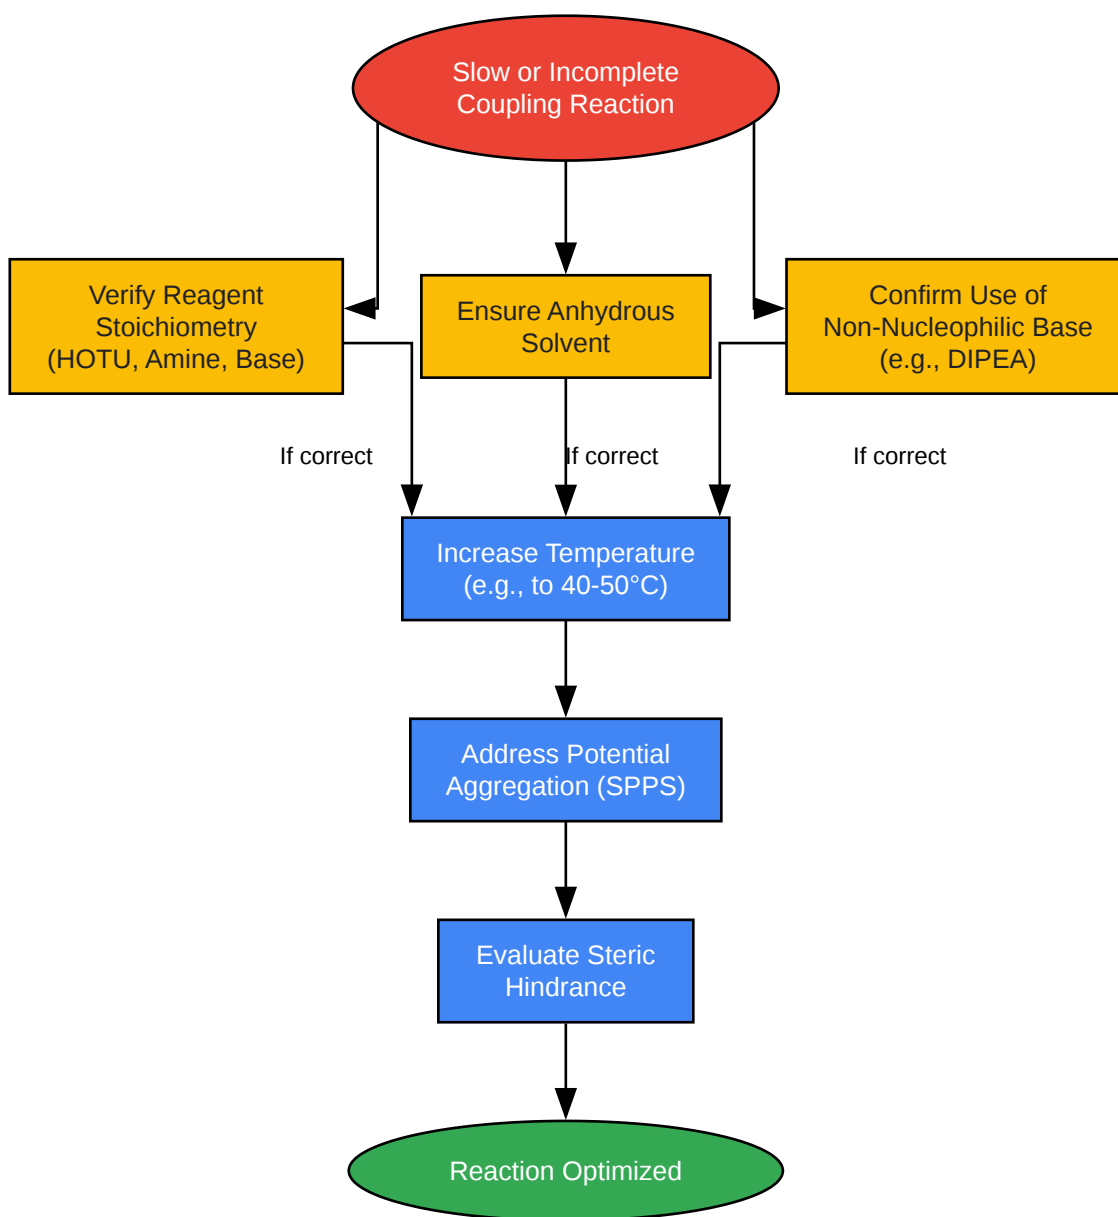 Slow or Incomplete
Coupling Reaction
Verify Reagent
Stoichiometry
(HOTU, Amine, Base)
Ensure Anhydrous
Solvent
Confirm Use of
Non-Nucleophilic Base
(e.g., DIPEA)
If correct
If correct
If correct
Increase Temperature
(e.g., to 40-50°C)
Address Potential
Aggregation (SPPS)
Evaluate Steric
Hindrance
Reaction Optimized